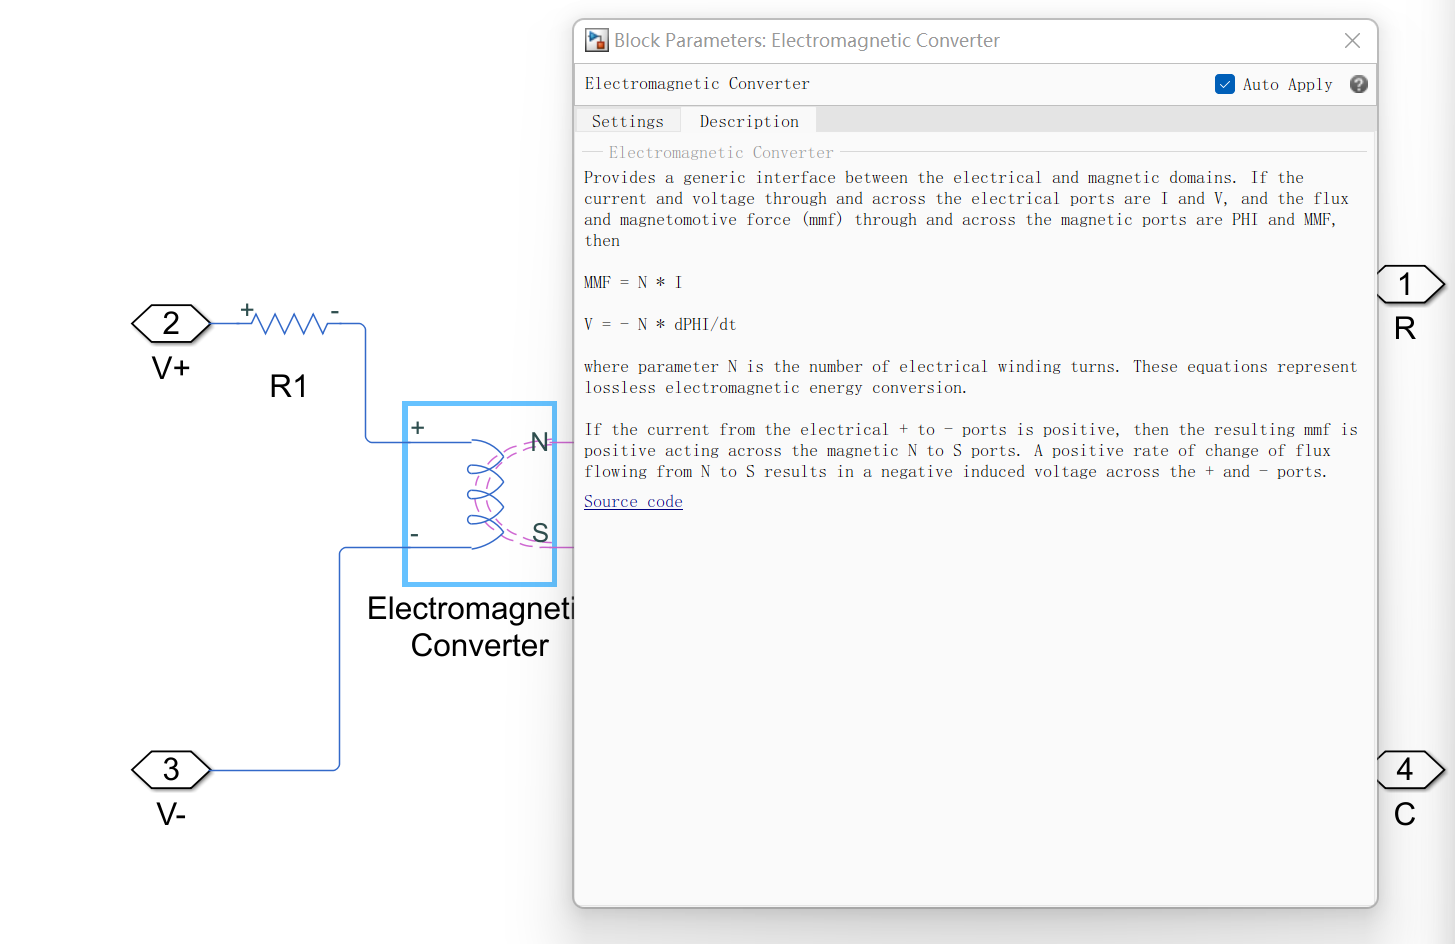 Block Parameters: Electromagnetic Converter
Electromagnetic Converter
Auto Apply
?
Settings
Description
Electromagnetic Converter
Provides a generic interface between the electrical and magnetic domains. If the
current and voltage through and across the electrical ports are I and V, and the flux
and magnetomotive force (mmf) through and across the magnetic ports are PHI and MMF,
then
MMF = N * I
V = - N * dPHI/dt
where parameter N is the number of electrical winding turns. These equations represent
lossless electromagnetic energy conversion.
If the current from the electrical + to - ports is positive, then the resulting mmf is
positive acting across the magnetic N to S ports. A positive rate of change of flux
flowing from N to S results in a negative induced voltage across the + and - ports.
Source code
2
V+
+
-
R1
+
N
-
S
Electromagneti
Converter
3
V-
1
R
4
C